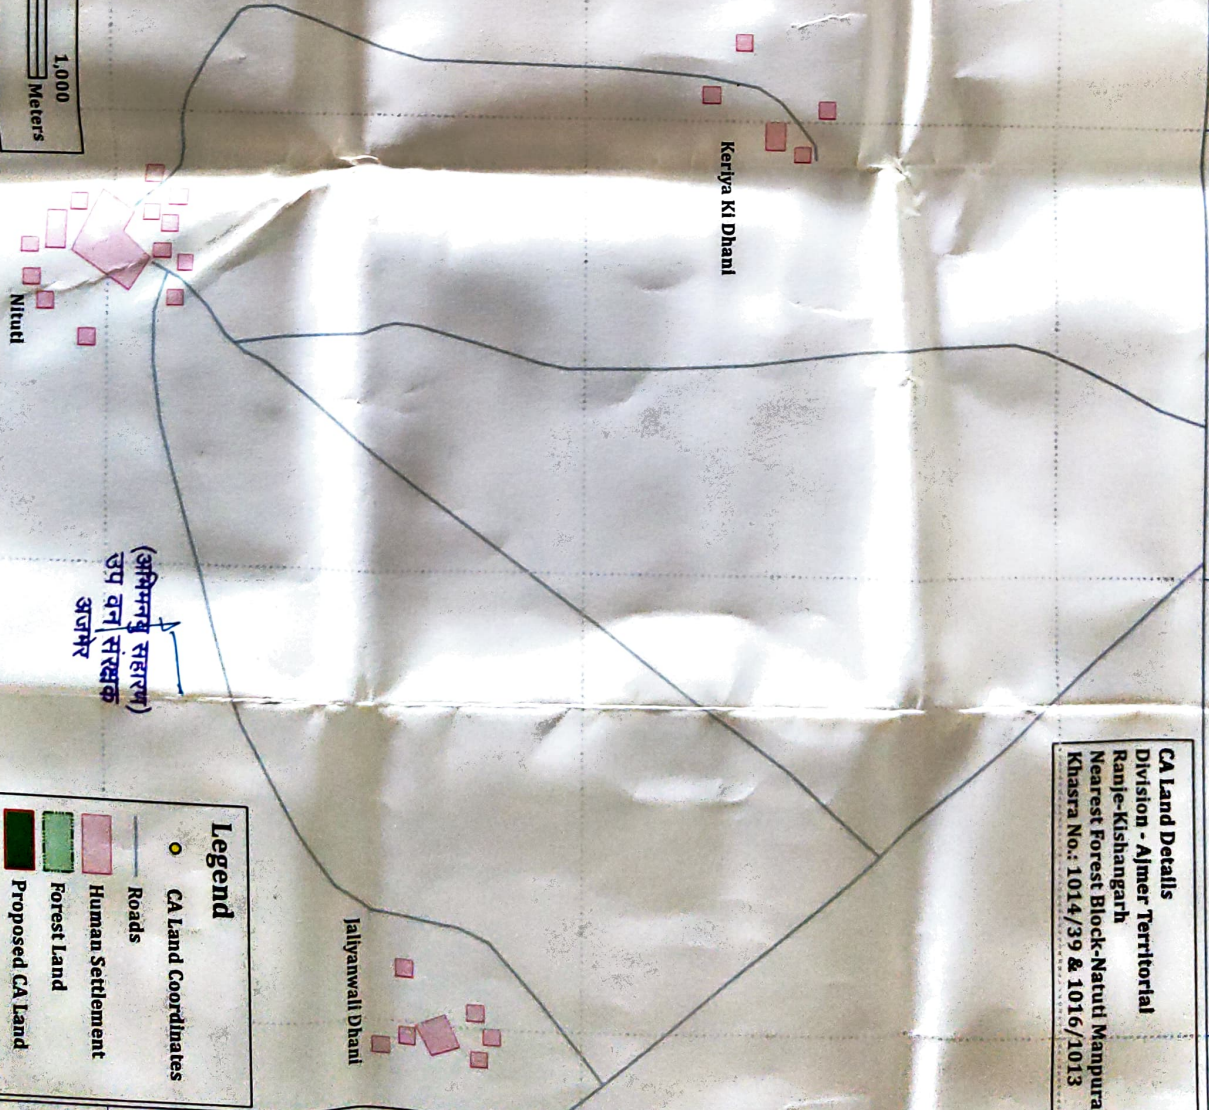 CA Land Details
Division - Ajmer Territorial
Ranje-Kishangarh
Nearest Forest Block-Natuti Manpura
Khasra No.: 1014/39 & 1016/1013
Keriya Ki Dhani
Jaliyanwali Dhani
Nituti
1,000
Meters
(अभिमन्यु सहारण)
उप वन संरक्षक
अजमेर
Legend
CA Land Coordinates
Roads
Human Settlement
Forest Land
Proposed CA Land